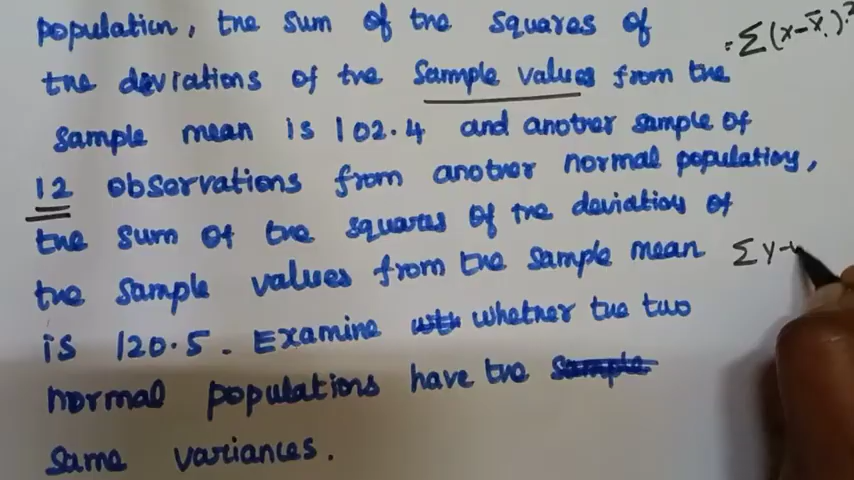 population, the sum of the squares of
= Σ(x-x̄)²
the deviations of the sample values from the
sample mean is 102.4 and another sample of
12 observations from another normal population,
the sum of the squares of the deviation of
the sample values from the sample mean
Σ y-
is 120.5. Examine whether the two
normal populations have the
same variances.